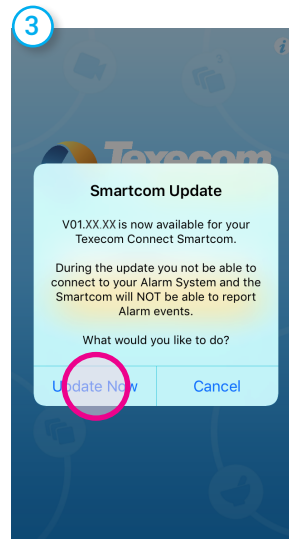 3
i
3
Texecom
Smartcom Update
V01.XX.XX is now available for your
Texecom Connect Smartcom.
During the update you not be able to
connect to your Alarm System and the
Smartcom will NOT be able to report
Alarm events.
What would you like to do?
Update Now
Cancel